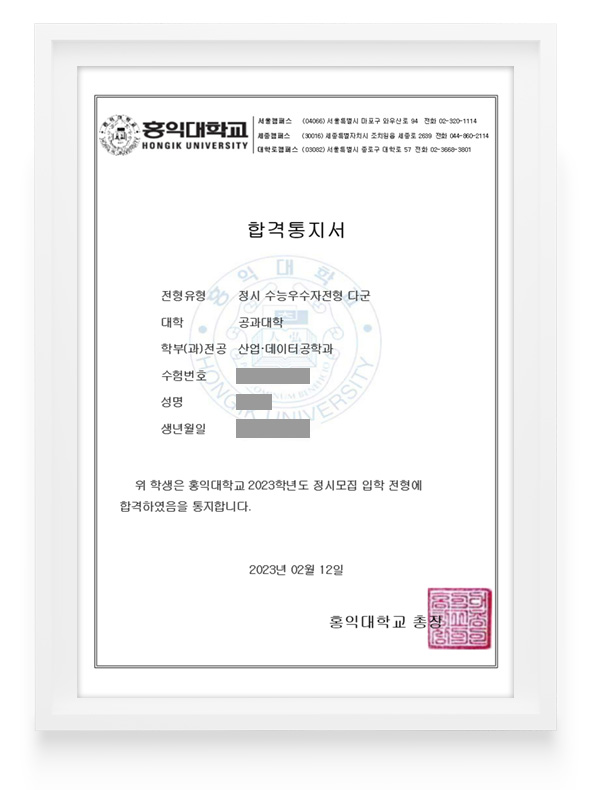 홍익대학교
HONGIK UNIVERSITY
서울캠퍼스 (04066) 서울특별시 마포구 와우산로 94 전화 02-320-1114
세종캠퍼스 (30016) 세종특별자치시 조치원읍 세종로 2639 전화 044-860-2114
대학로캠퍼스 (03082) 서울특별시 종로구 대학로 57 전화 02-3668-3801
합격통지서
홍익대학
HONGIK UNIVERSITY
전형유형 정시 수능우수자전형 다군
대학 공과대학
학부(과)전공 산업·데이터공학과
수험번호
성명
생년월일
위 학생은 홍익대학교 2023학년도 정시모집 입학 전형에
합격하였음을 통지합니다.
2023년 02월 12일
홍익대학교 총장